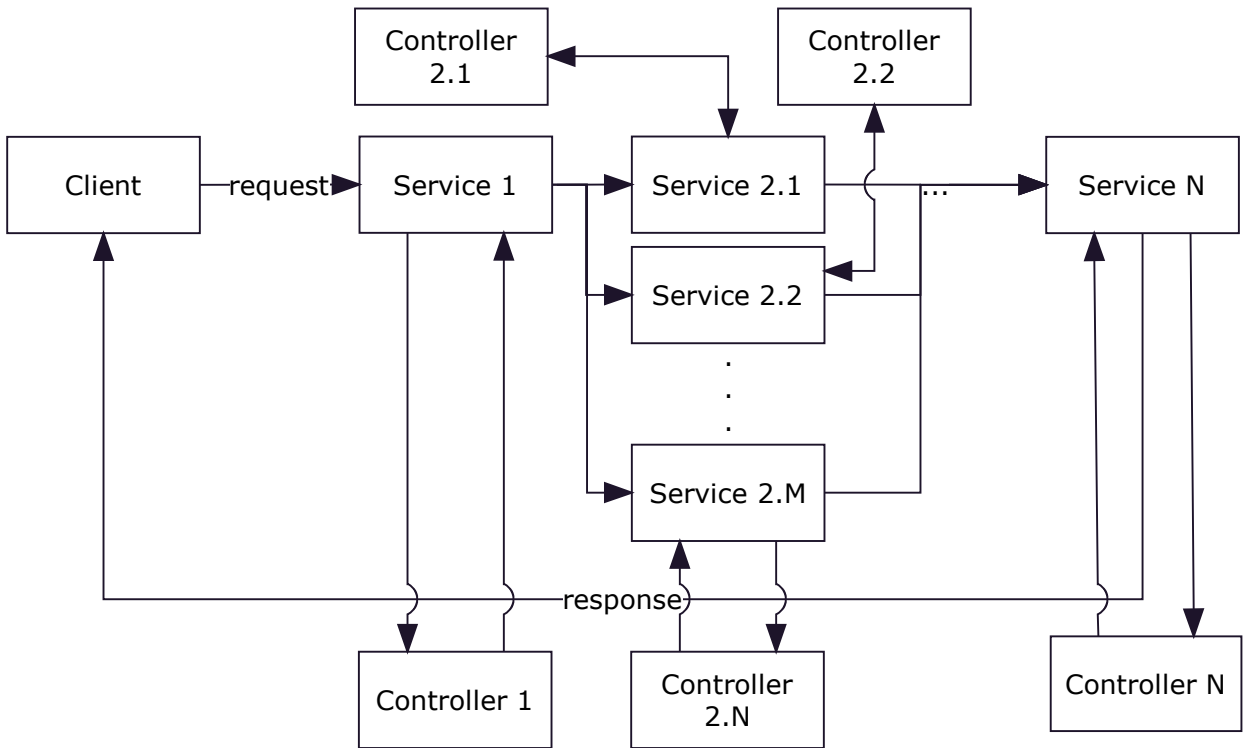 Controller
2.1
Controller
2.2
Client
request
Service 1
Service 2.1
...
Service N
Service 2.2
.
.
.
Service 2.M
response
Controller 1
Controller
2.N
Controller N